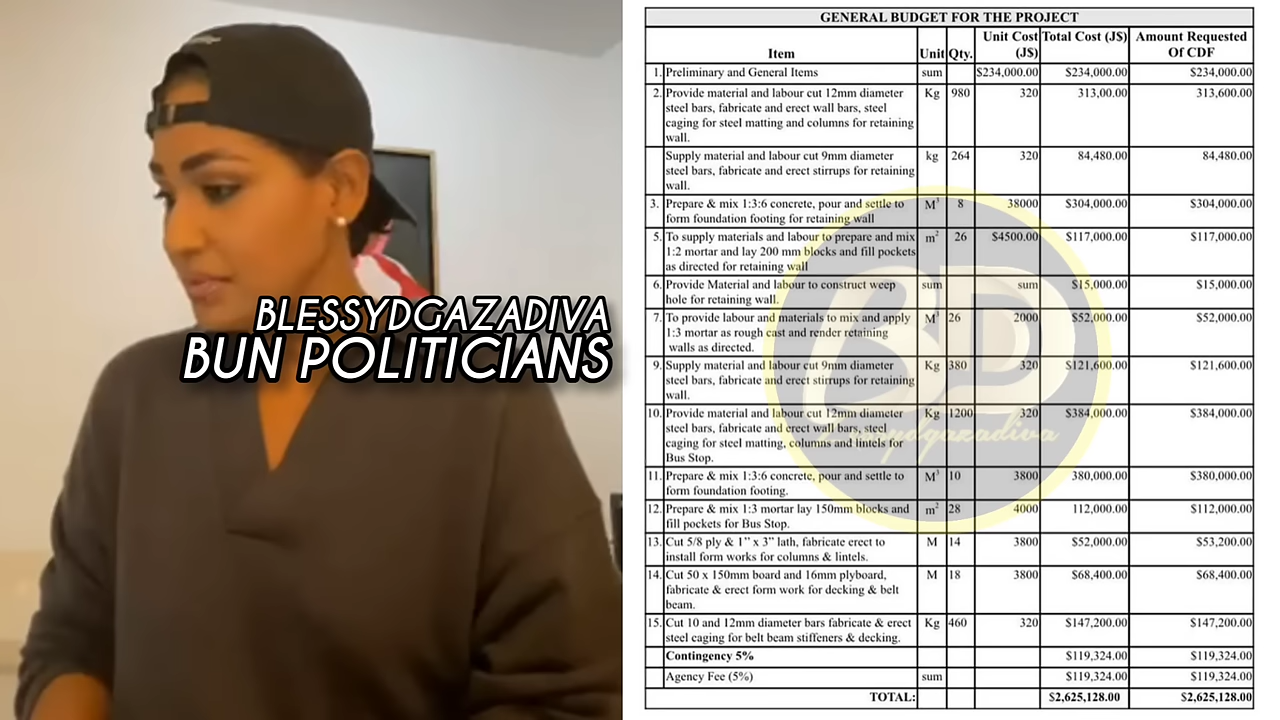 BLESSYDGAZADIVA
BUN POLITICIANS
GENERAL BUDGET FOR THE PROJECT
Item Unit Qty. Unit Cost (J$) Total Cost (J$) Amount Requested Of CDF
1. Preliminary and General Items sum $234,000.00 $234,000.00 $234,000.00
2. Provide material and labour cut 12mm diameter Kg 980 320 313,00.00 313,600.00
steel bars, fabricate and erect wall bars, steel
caging for steel matting and columns for retaining
wall.
Supply material and labour cut 9mm diameter kg 264 320 84,480.00 84,480.00
steel bars, fabricate and erect stirrups for retaining
wall.
3. Prepare & mix 1:3:6 concrete, pour and settle to M³ 8 38000 $304,000.00 $304,000.00
form foundation footing for retaining wall
5. To supply materials and labour to prepare and mix m² 26 $4500.00 $117,000.00 $117,000.00
1:2 mortar and lay 200 mm blocks and fill pockets
as directed for retaining wall
6. Provide Material and labour to construct weep sum sum $15,000.00 $15,000.00
hole for retaining wall.
7. To provide labour and materials to mix and apply M³ 26 2000 $52,000.00 $52,000.00
1:3 mortar as rough cast and render retaining
walls as directed.
9. Supply material and labour cut 9mm diameter Kg 380 320 $121,600.00 $121,600.00
steel bars, fabricate and erect stirrups for retaining
wall.
10. Provide material and labour cut 12mm diameter Kg 1200 320 $384,000.00 $384,000.00
steel bars, fabricate and erect wall bars, steel
caging for steel matting, columns and lintels for
Bus Stop.
11. Prepare & mix 1:3:6 concrete, pour and settle to M³ 10 3800 380,000.00 $380,000.00
form foundation footing.
12. Prepare & mix 1:3 mortar lay 150mm blocks and m² 28 4000 112,000.00 $112,000.00
fill pockets for Bus Stop.
13. Cut 5/8 ply & 1” x 3” lath, fabricate erect to M 14 3800 $52,000.00 $53,200.00
install form works for columns & lintels.
14. Cut 50 x 150mm board and 16mm plyboard, M 18 3800 $68,400.00 $68,400.00
fabricate & erect form work for decking & belt
beam.
15. Cut 10 and 12mm diameter bars fabricate & erect Kg 460 320 $147,200.00 $147,200.00
steel caging for belt beam stiffeners & decking.
Contingency 5% $119,324.00 $119,324.00
Agency Fee (5%) sum $119,324.00 $119,324.00
TOTAL: $2,625,128.00 $2,625,128.00
BD
Blessydgazadiva